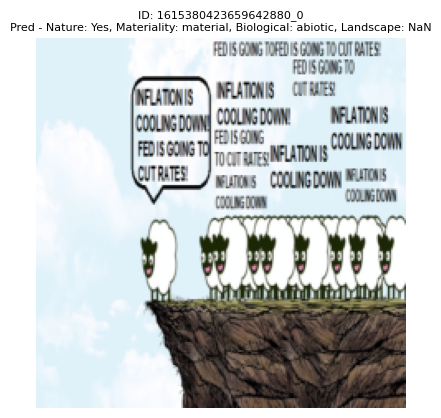 ID: 1615380423659642880_0
Pred - Nature: Yes, Materiality: material, Biological: abiotic, Landscape: NaN
FED IS GOING TOFED IS GOING TO CUT RATES!
FED IS GOING TO
CUT RATES!
INFLATION IS
COOLING DOWN!
FED IS GOING TO
CUT RATES!
INFLATION IS
COOLING DOWN!
INFLATION IS
COOLING DOWN
FED IS GOING
TO CUT RATES!
INFLATION IS
COOLING DOWN
INFLATION IS
COOLING DOWN
INFLATION IS
COOLING DOWN